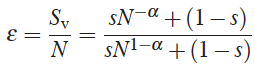 ε = S_v / N = (sN^{−α} + (1 − s)) / (sN^{1−α} + (1 − s))